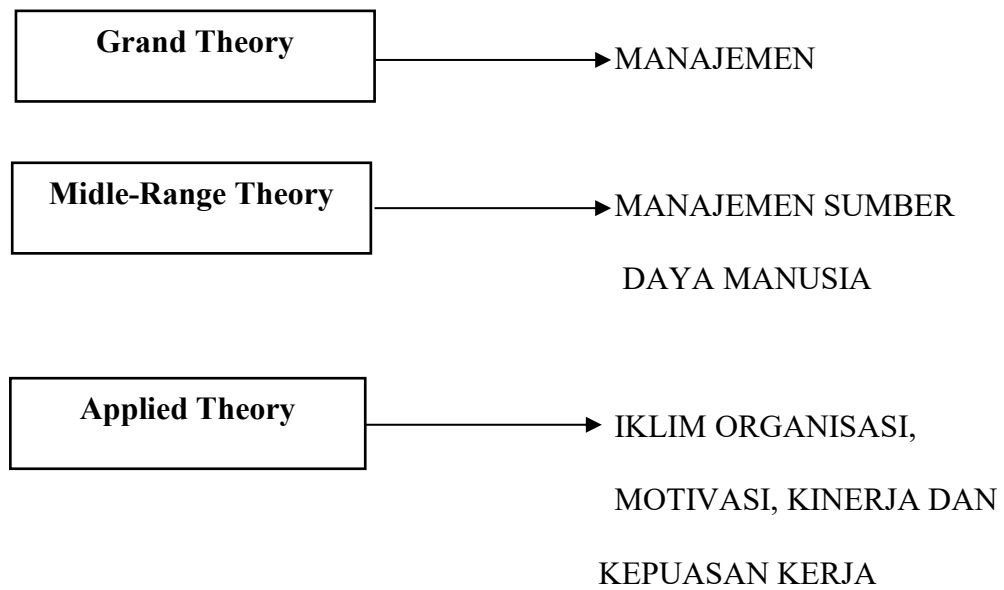 Grand Theory
MANAJEMEN
Midle-Range Theory
MANAJEMEN SUMBER
DAYA MANUSIA
Applied Theory
IKLIM ORGANISASI,
MOTIVASI, KINERJA DAN
KEPUASAN KERJA